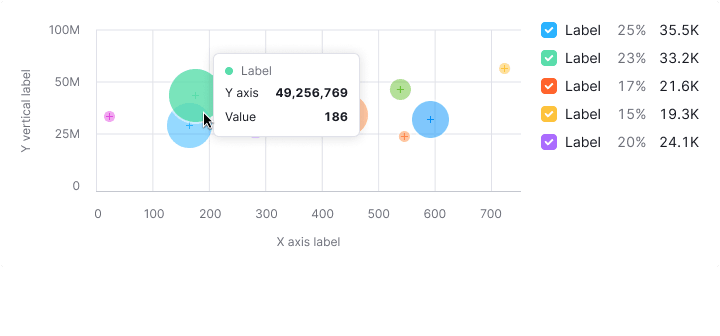 100M
50M
25M
0
Y vertical label
0 100 200 300 400 500 600 700
X axis label
Label
Y axis 49,256,769
Value 186
Label 25% 35.5K
Label 23% 33.2K
Label 17% 21.6K
Label 15% 19.3K
Label 20% 24.1K